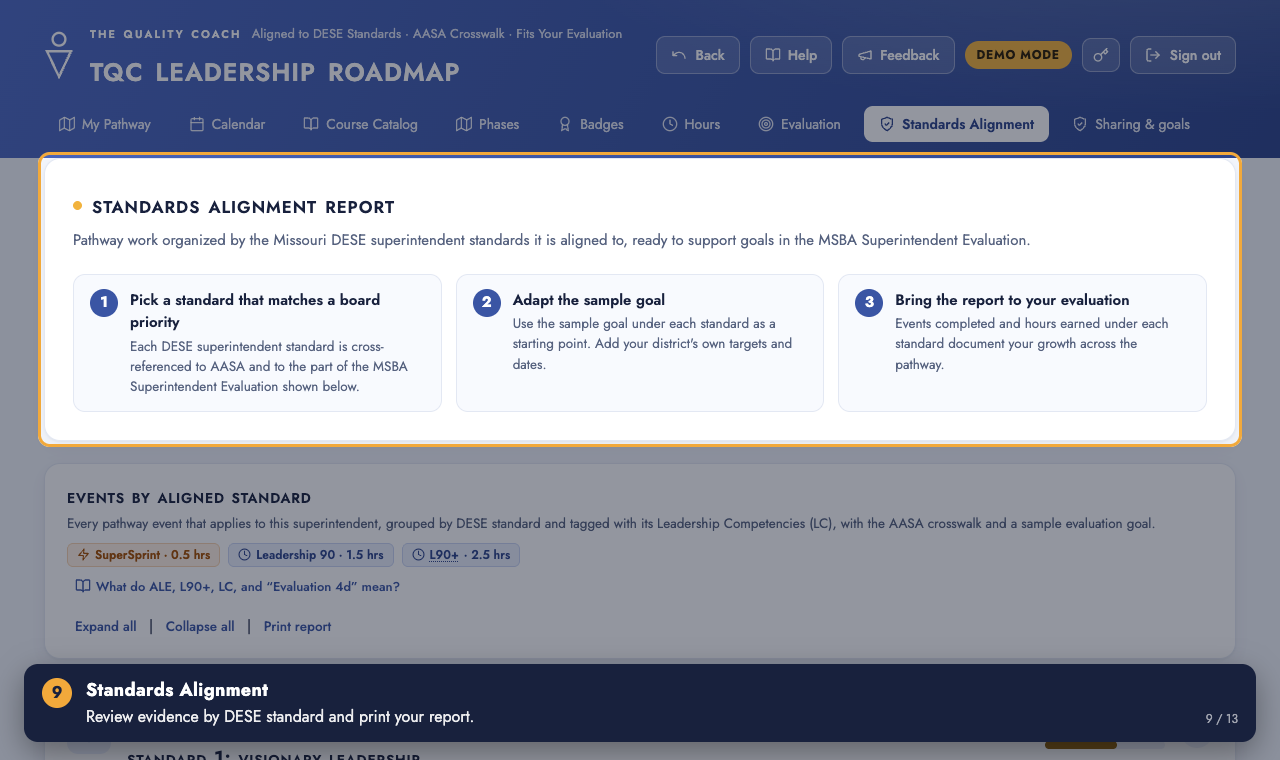 THE QUALITY COACH Aligned to DESE Standards · AASA Crosswalk · Fits Your Evaluation
TQC LEADERSHIP ROADMAP
Back
Help
Feedback
DEMO MODE
Sign out
My Pathway
Calendar
Course Catalog
Phases
Badges
Hours
Evaluation
Standards Alignment
Sharing & goals
STANDARDS ALIGNMENT REPORT
Pathway work organized by the Missouri DESE superintendent standards it is aligned to, ready to support goals in the MSBA Superintendent Evaluation.
1
Pick a standard that matches a board
priority
Each DESE superintendent standard is cross-
referenced to AASA and to the part of the MSBA
Superintendent Evaluation shown below.
2
Adapt the sample goal
Use the sample goal under each standard as a
starting point. Add your district's own targets and
dates.
3
Bring the report to your evaluation
Events completed and hours earned under each
standard document your growth across the
pathway.
EVENTS BY ALIGNED STANDARD
Every pathway event that applies to this superintendent, grouped by DESE standard and tagged with its Leadership Competencies (LC), with the AASA crosswalk and a sample evaluation goal.
SuperSprint · 0.5 hrs
Leadership 90 · 1.5 hrs
L90+ · 2.5 hrs
What do ALE, L90+, LC, and “Evaluation 4d” mean?
Expand all | Collapse all | Print report
9
Standards Alignment
Review evidence by DESE standard and print your report.
9 / 13
STANDARD 1: VISIONARY LEADERSHIP